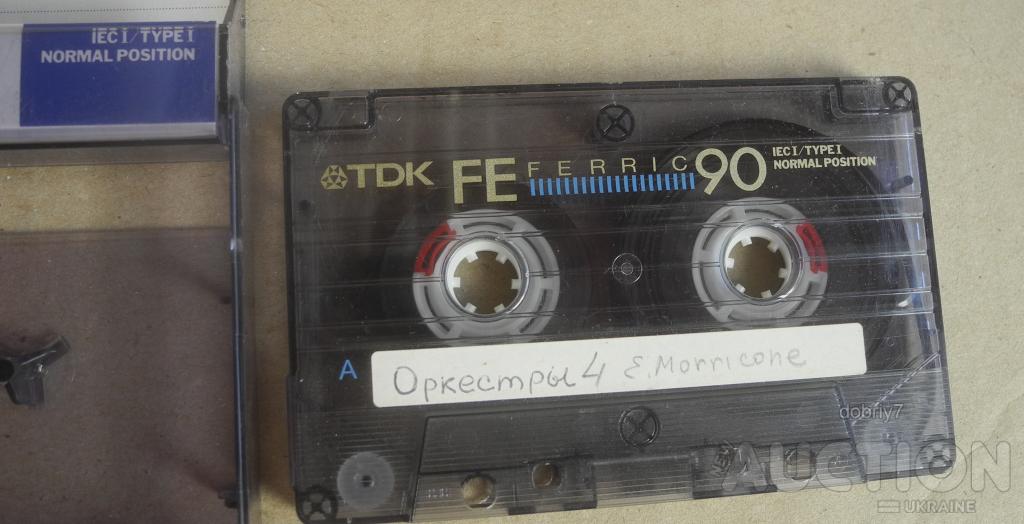 IEC I/TYPE I
NORMAL POSITION
TDK FE FERRIC 90 IEC I/TYPE I
NORMAL POSITION
A Оркестры 4 E. Morricone
dobriy7
AUCTION
UKRAINE